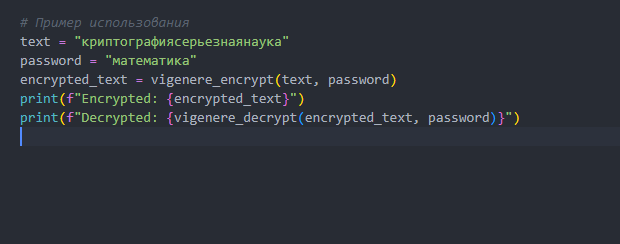 # Пример использования
text = "криптографиясерьезнаянаука"
password = "математика"
encrypted_text = vigenere_encrypt(text, password)
print(f"Encrypted: {encrypted_text}")
print(f"Decrypted: {vigenere_decrypt(encrypted_text, password)}")